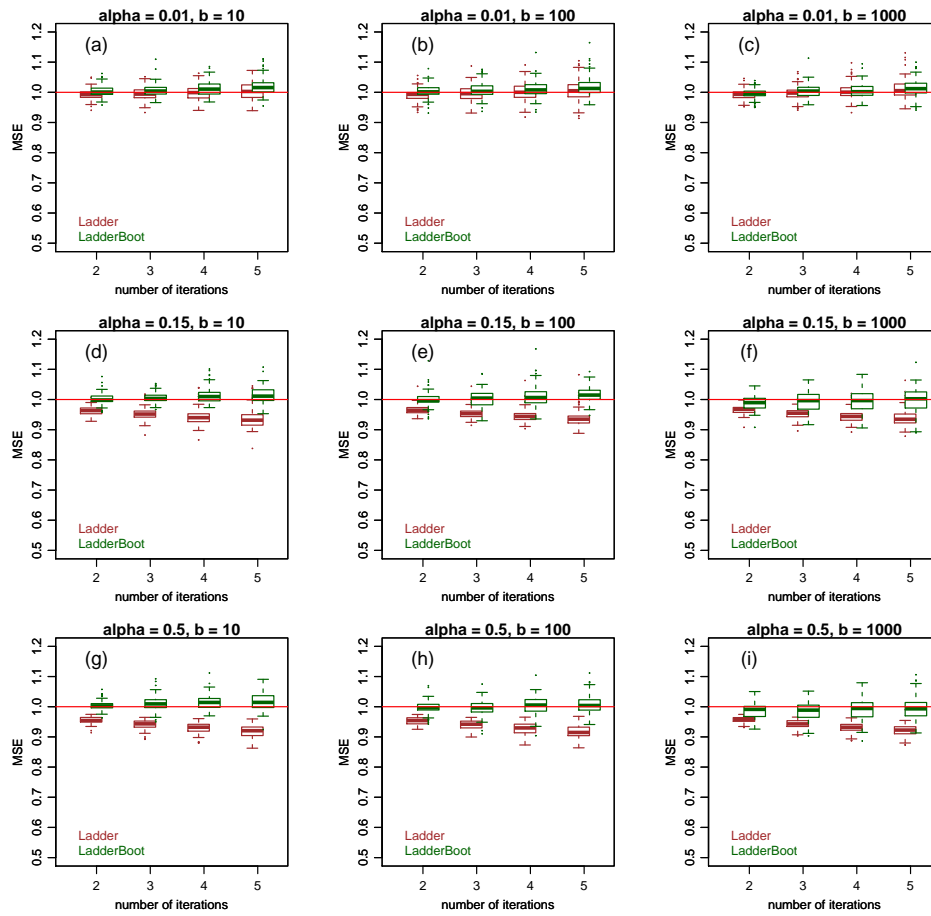 alpha = 0.01, b = 10
(a)
MSE
0.5 0.6 0.7 0.8 0.9 1.0 1.1 1.2
Ladder
LadderBoot
2 3 4 5
number of iterations
alpha = 0.01, b = 100
(b)
MSE
0.5 0.6 0.7 0.8 0.9 1.0 1.1 1.2
Ladder
LadderBoot
2 3 4 5
number of iterations
alpha = 0.01, b = 1000
(c)
MSE
0.5 0.6 0.7 0.8 0.9 1.0 1.1 1.2
Ladder
LadderBoot
2 3 4 5
number of iterations
alpha = 0.15, b = 10
(d)
MSE
0.5 0.6 0.7 0.8 0.9 1.0 1.1 1.2
Ladder
LadderBoot
2 3 4 5
number of iterations
alpha = 0.15, b = 100
(e)
MSE
0.5 0.6 0.7 0.8 0.9 1.0 1.1 1.2
Ladder
LadderBoot
2 3 4 5
number of iterations
alpha = 0.15, b = 1000
(f)
MSE
0.5 0.6 0.7 0.8 0.9 1.0 1.1 1.2
Ladder
LadderBoot
2 3 4 5
number of iterations
alpha = 0.5, b = 10
(g)
MSE
0.5 0.6 0.7 0.8 0.9 1.0 1.1 1.2
Ladder
LadderBoot
2 3 4 5
number of iterations
alpha = 0.5, b = 100
(h)
MSE
0.5 0.6 0.7 0.8 0.9 1.0 1.1 1.2
Ladder
LadderBoot
2 3 4 5
number of iterations
alpha = 0.5, b = 1000
(i)
MSE
0.5 0.6 0.7 0.8 0.9 1.0 1.1 1.2
Ladder
LadderBoot
2 3 4 5
number of iterations